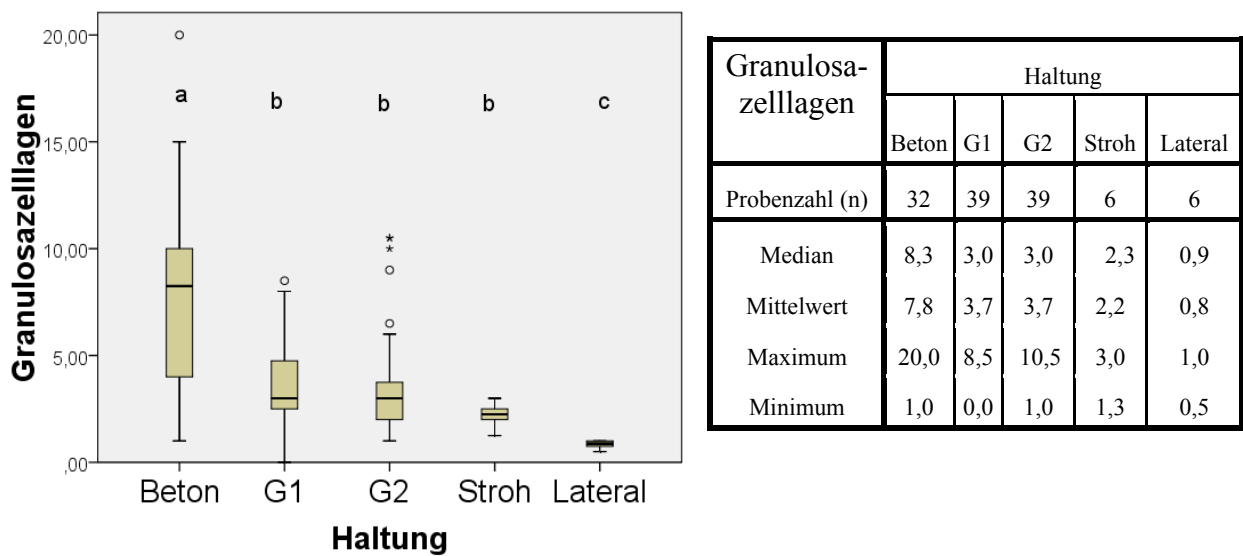 20,00
15,00
10,00
5,00
,00
Granulosazelllagen
a b b b c
Beton G1 G2 Stroh Lateral
Haltung
Granulosa-
zelllagen
Haltung
Beton G1 G2 Stroh Lateral
Probenzahl (n) 32 39 39 6 6
Median 8,3 3,0 3,0 2,3 0,9
Mittelwert 7,8 3,7 3,7 2,2 0,8
Maximum 20,0 8,5 10,5 3,0 1,0
Minimum 1,0 0,0 1,0 1,3 0,5